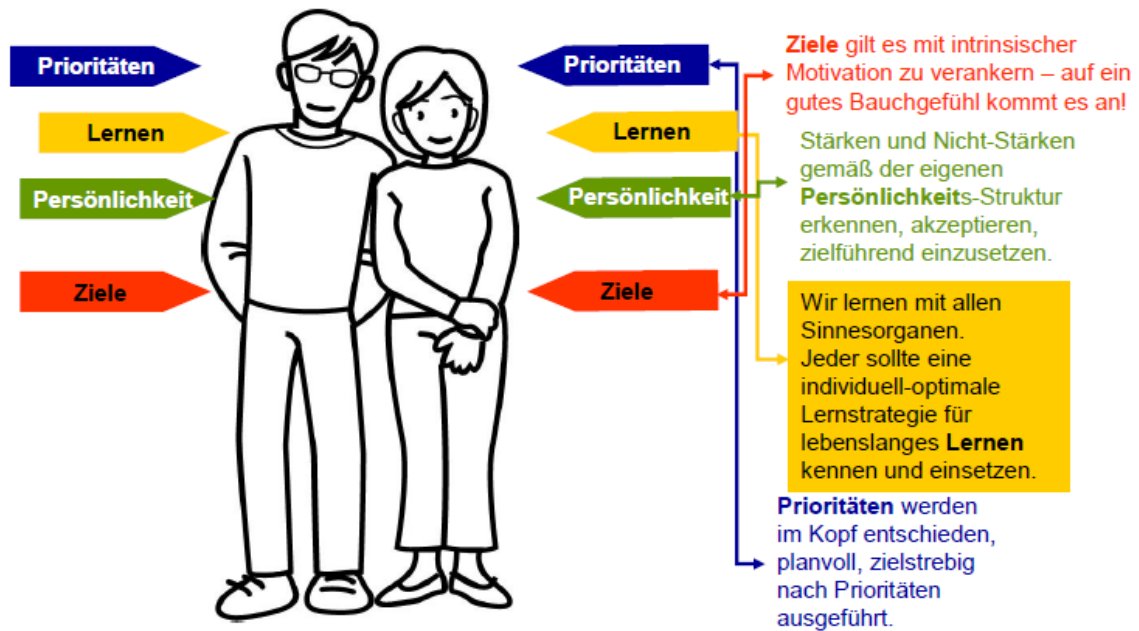 Prioritäten
Lernen
Persönlichkeit
Ziele
Prioritäten
Lernen
Persönlichkeit
Ziele
Ziele gilt es mit intrinsischer
Motivation zu verankern – auf ein
gutes Bauchgefühl kommt es an!
Stärken und Nicht-Stärken
gemäß der eigenen
Persönlichkeits-Struktur
erkennen, akzeptieren,
zielführend einzusetzen.
Wir lernen mit allen
Sinnesorganen.
Jeder sollte eine
individuell-optimale
Lernstrategie für
lebenslanges Lernen
kennen und einsetzen.
Prioritäten werden
im Kopf entschieden,
planvoll, zielstrebig
nach Prioritäten
ausgeführt.